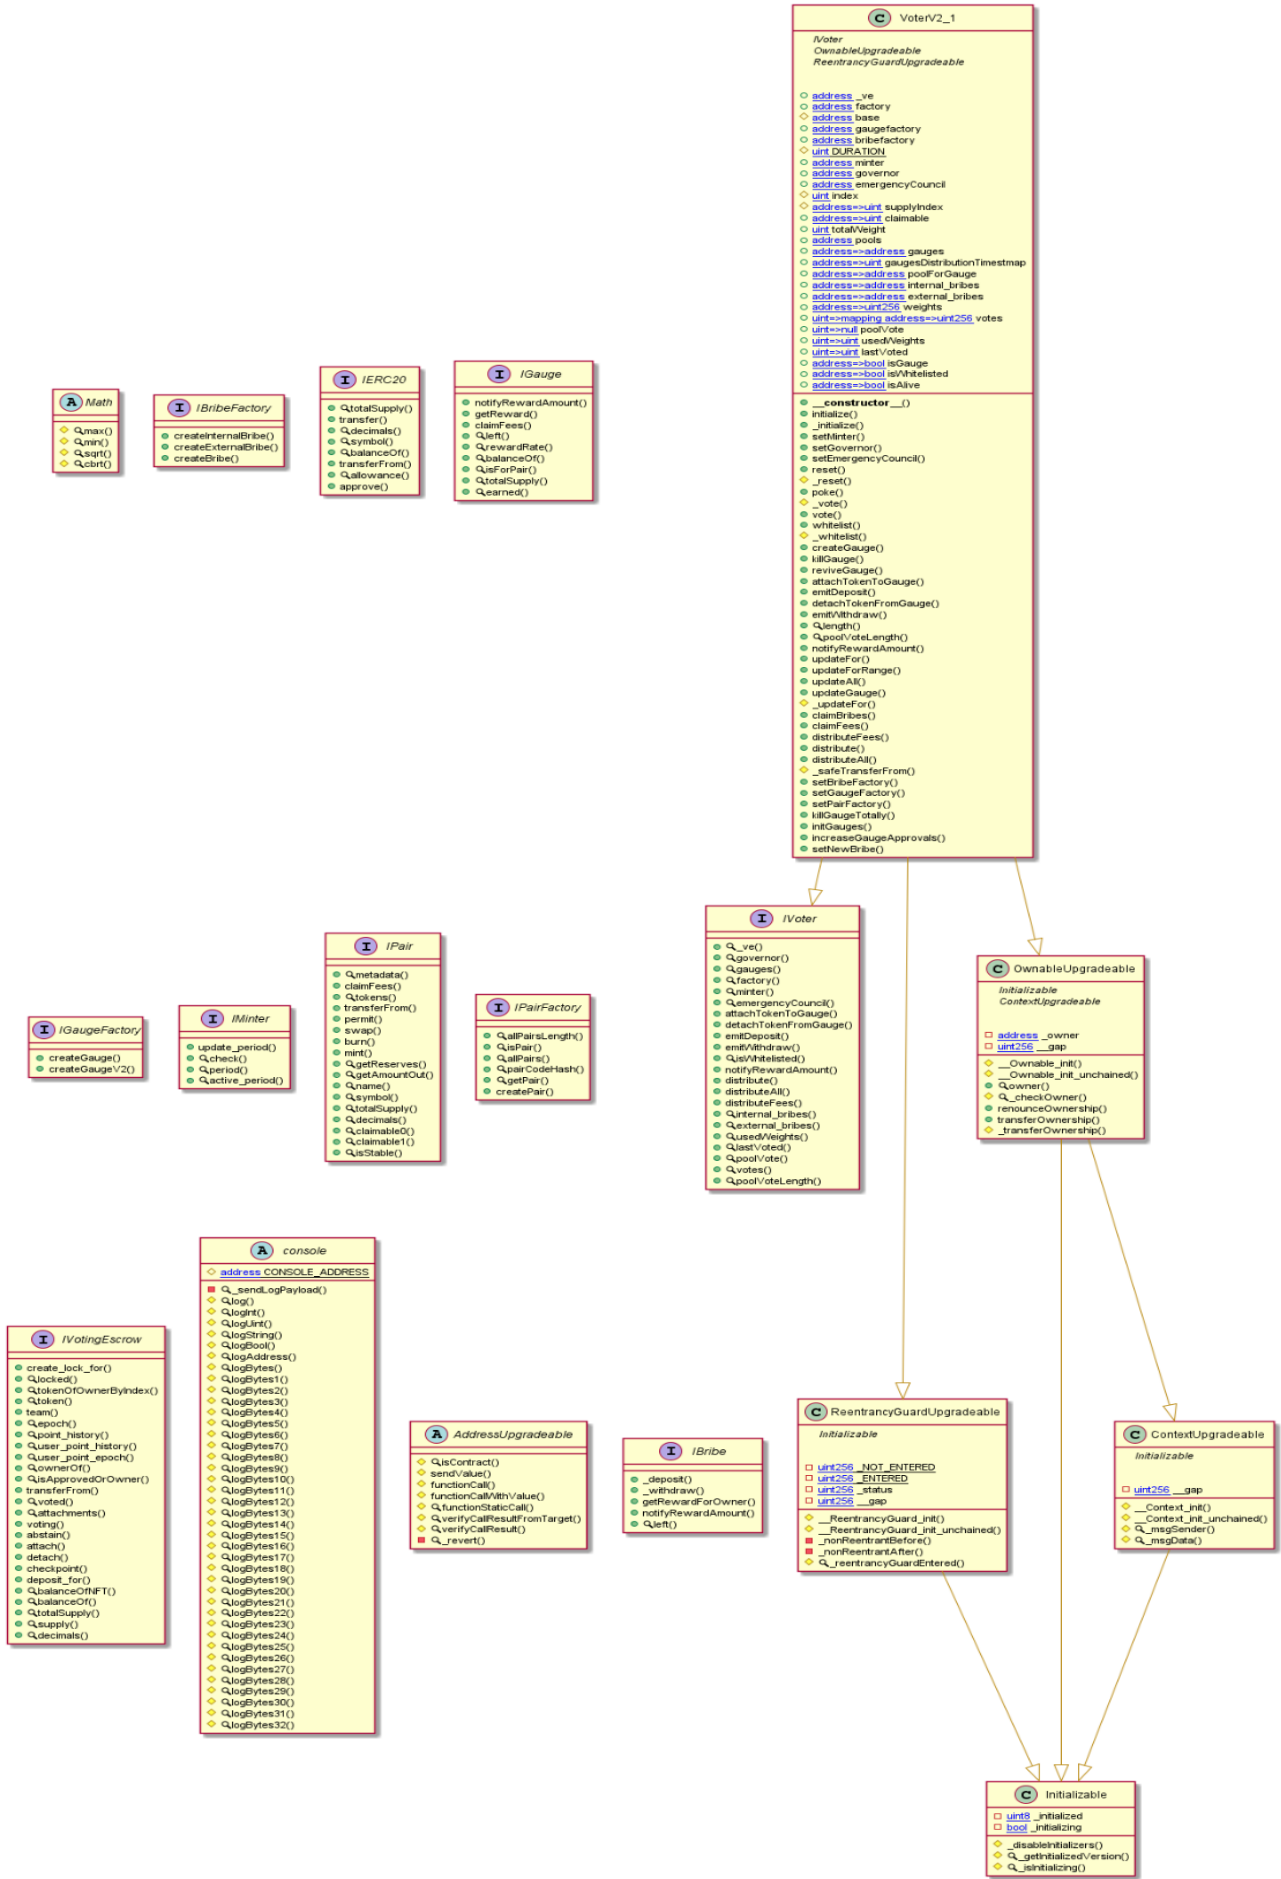 C VoterV2_1
IVoter
OwnableUpgradeable
ReentrancyGuardUpgradeable
address _ve
address factory
address base
address gaugefactory
address bribefactory
uint DURATION
address minter
address governor
address emergencyCouncil
uint index
address=>uint supplyIndex
address=>uint claimable
uint totalWeight
address pools
address=>address gauges
address=>uint gaugesDistributionTimestmap
address=>address poolForGauge
address=>address internal_bribes
address=>address external_bribes
address=>uint256 weights
uint=>mapping address=>uint256 votes
uint=>null poolVote
uint=>uint usedWeights
uint=>uint lastVoted
address=>bool isGauge
address=>bool isWhitelisted
address=>bool isAlive
__constructor__()
initialize()
_initialize()
setMinter()
setGovernor()
setEmergencyCouncil()
reset()
_reset()
poke()
_vote()
vote()
whitelist()
_whitelist()
createGauge()
killGauge()
reviveGauge()
attachTokenToGauge()
emitDeposit()
detachTokenFromGauge()
emitWithdraw()
length()
poolVoteLength()
notifyRewardAmount()
updateFor()
updateForRange()
updateAll()
updateGauge()
_updateFor()
claimBribes()
claimFees()
distributeFees()
distribute()
distributeAll()
_safeTransferFrom()
setBribeFactory()
setGaugeFactory()
setPairFactory()
killGaugeTotally()
initGauges()
increaseGaugeApprovals()
setNewBribe()
A Math
max()
min()
sqrt()
cbrt()
I IBribeFactory
createInternalBribe()
createExternalBribe()
createBribe()
I IERC20
totalSupply()
transfer()
decimals()
symbol()
balanceOf()
transferFrom()
allowance()
approve()
I IGauge
notifyRewardAmount()
getReward()
claimFees()
left()
rewardRate()
balanceOf()
isForPair()
totalSupply()
earned()
I IGaugeFactory
createGauge()
createGaugeV2()
I IMinter
update_period()
check()
period()
active_period()
I IPair
metadata()
claimFees()
tokens()
transferFrom()
permit()
swap()
burn()
mint()
getReserves()
getAmountOut()
name()
symbol()
totalSupply()
decimals()
claimable0()
claimable1()
isStable()
I IPairFactory
allPairsLength()
isPair()
allPairs()
pairCodeHash()
getPair()
createPair()
I IVoter
_ve()
governor()
gauges()
factory()
minter()
emergencyCouncil()
attachTokenToGauge()
detachTokenFromGauge()
emitDeposit()
emitWithdraw()
isWhitelisted()
notifyRewardAmount()
distribute()
distributeAll()
distributeFees()
internal_bribes()
external_bribes()
usedWeights()
lastVoted()
poolVote()
votes()
poolVoteLength()
C OwnableUpgradeable
Initializable
ContextUpgradeable
address _owner
uint256 __gap
__Ownable_init()
__Ownable_init_unchained()
owner()
_checkOwner()
renounceOwnership()
transferOwnership()
_transferOwnership()
I IVotingEscrow
create_lock_for()
locked()
tokenOfOwnerByIndex()
token()
team()
epoch()
point_history()
user_point_history()
user_point_epoch()
ownerOf()
isApprovedOrOwner()
transferFrom()
voted()
attachments()
voting()
abstain()
attach()
detach()
checkpoint()
deposit_for()
balanceOfNFT()
balanceOf()
totalSupply()
supply()
decimals()
A console
address CONSOLE_ADDRESS
_sendLogPayload()
log()
logInt()
logUint()
logString()
logBool()
logAddress()
logBytes()
logBytes1()
logBytes2()
logBytes3()
logBytes4()
logBytes5()
logBytes6()
logBytes7()
logBytes8()
logBytes9()
logBytes10()
logBytes11()
logBytes12()
logBytes13()
logBytes14()
logBytes15()
logBytes16()
logBytes17()
logBytes18()
logBytes19()
logBytes20()
logBytes21()
logBytes22()
logBytes23()
logBytes24()
logBytes25()
logBytes26()
logBytes27()
logBytes28()
logBytes29()
logBytes30()
logBytes31()
logBytes32()
A AddressUpgradeable
isContract()
sendValue()
functionCall()
functionCallWithValue()
functionStaticCall()
verifyCallResultFromTarget()
verifyCallResult()
_revert()
I IBribe
_deposit()
_withdraw()
getRewardForOwner()
notifyRewardAmount()
left()
C ReentrancyGuardUpgradeable
Initializable
uint256 _NOT_ENTERED
uint256 _ENTERED
uint256 _status
uint256 __gap
__ReentrancyGuard_init()
__ReentrancyGuard_init_unchained()
_nonReentrantBefore()
_nonReentrantAfter()
_reentrancyGuardEntered()
C ContextUpgradeable
Initializable
uint256 __gap
__Context_init()
__Context_init_unchained()
_msgSender()
_msgData()
C Initializable
uint8 _initialized
bool _initializing
_disableInitializers()
_getInitializedVersion()
_isInitializing()